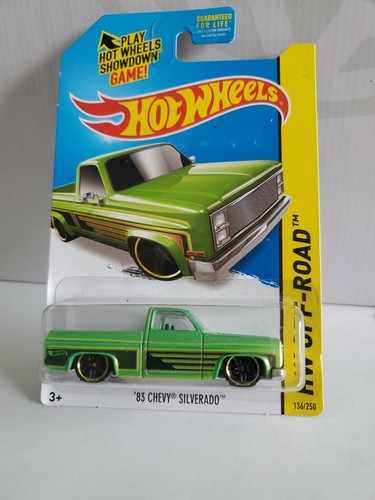 PLAY
HOT WHEELS
SHOWDOWN
GAME!
GUARANTEED
FOR LIFE
HOT WHEELS
HW OFF-ROAD™
'83 CHEVY® SILVERADO™
3+
136/250